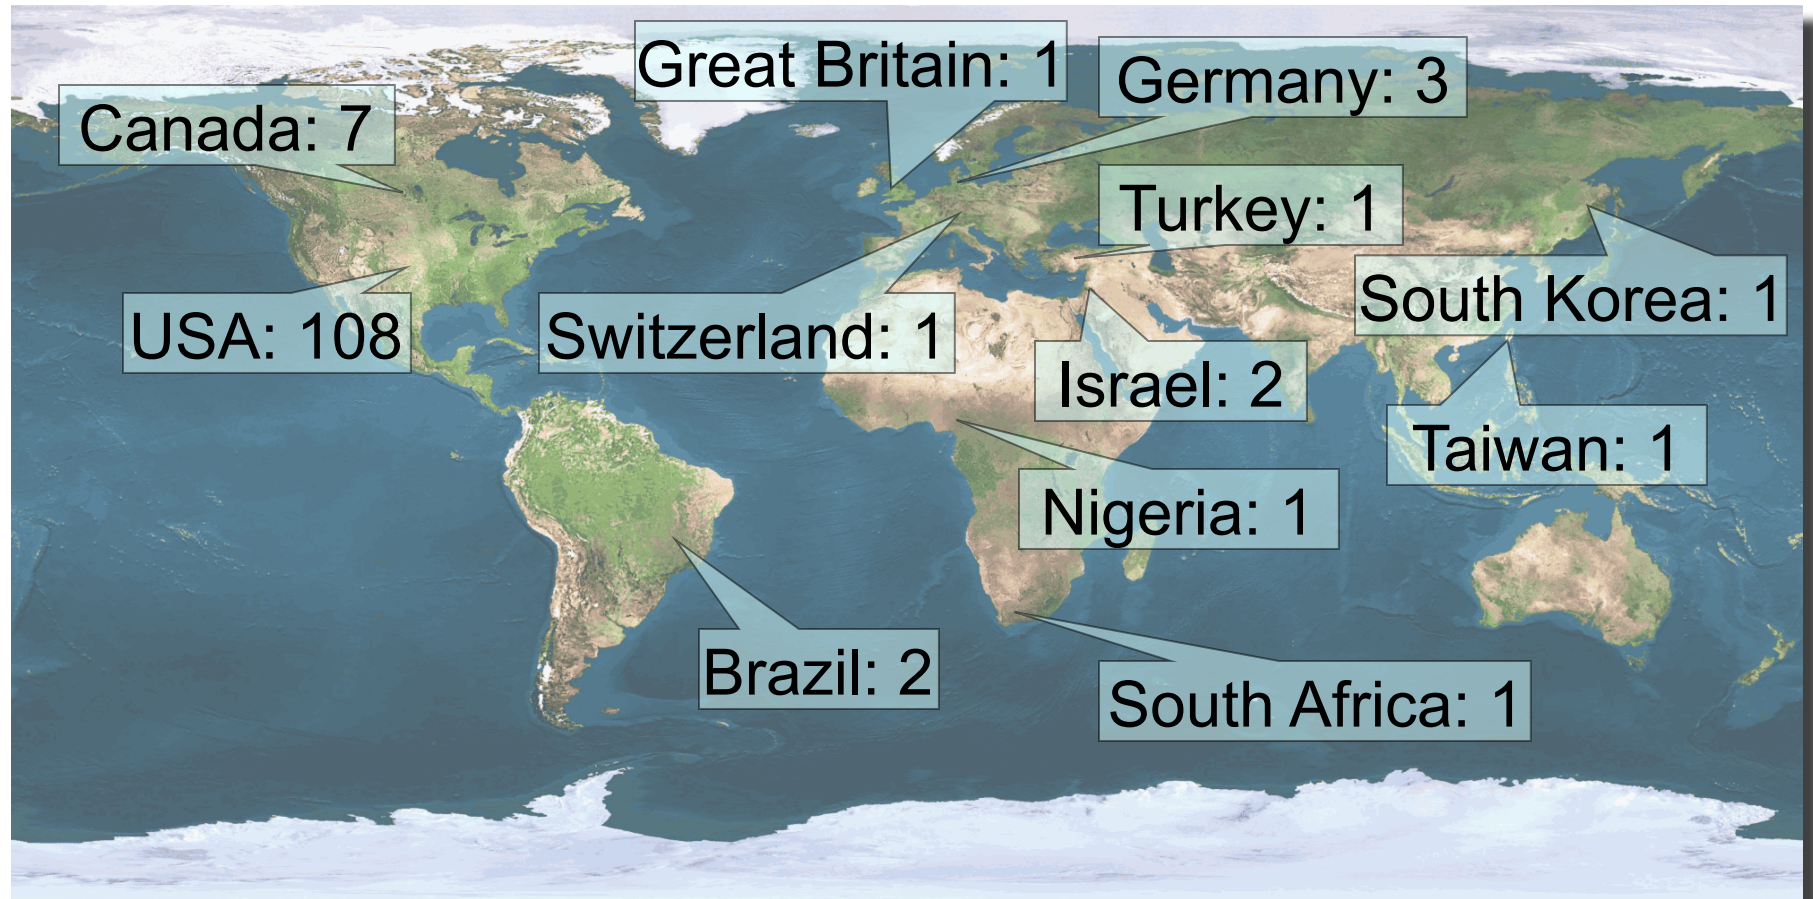 Great Britain: 1
Germany: 3
Canada: 7
Turkey: 1
South Korea: 1
USA: 108
Switzerland: 1
Israel: 2
Taiwan: 1
Nigeria: 1
Brazil: 2
South Africa: 1